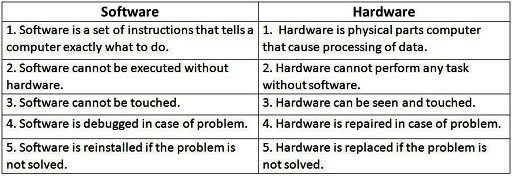 Software
Hardware
1. Software is a set of instructions that tells a
computer exactly what to do.
1. Hardware is physical parts computer
that cause processing of data.
2. Software cannot be executed without
hardware.
2. Hardware cannot perform any task
without software.
3. Software cannot be touched.
3. Hardware can be seen and touched.
4. Software is debugged in case of problem.
4. Hardware is repaired in case of problem.
5. Software is reinstalled if the problem is
not solved.
5. Hardware is replaced if the problem is
not solved.